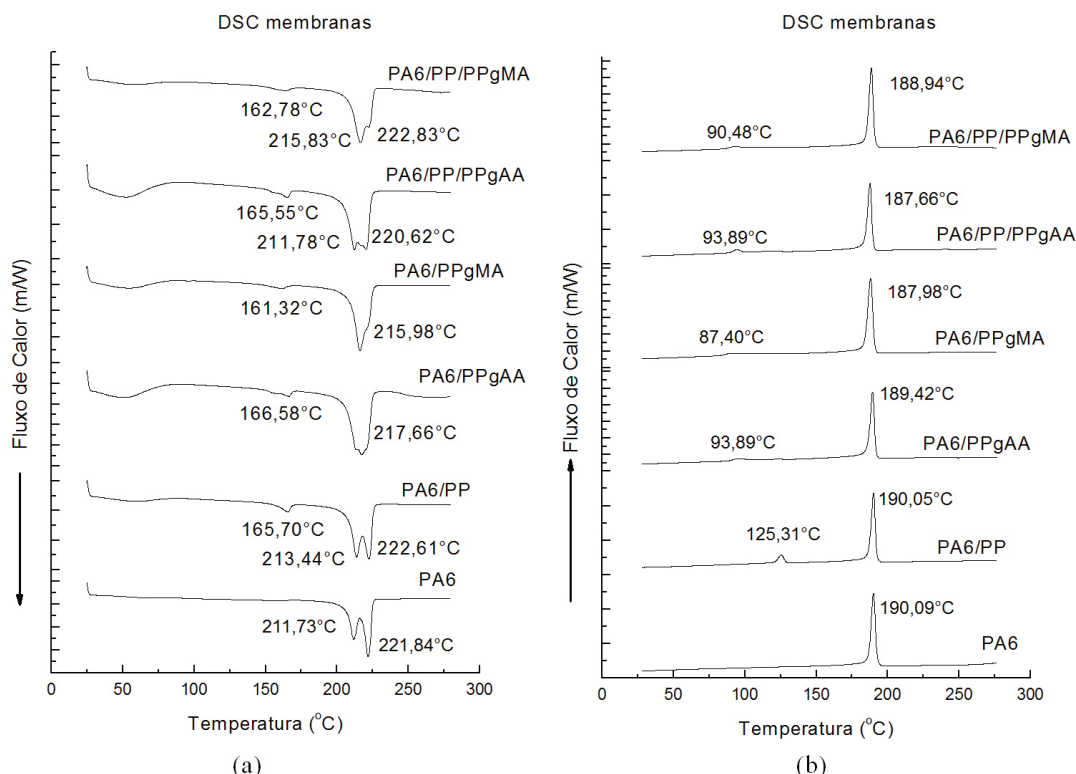 DSC membranas
PA6/PP/PPgMA
162,78°C
215,83°C
222,83°C
PA6/PP/PPgAA
165,55°C
211,78°C
220,62°C
PA6/PPgMA
161,32°C
215,98°C
PA6/PPgAA
166,58°C
217,66°C
PA6/PP
165,70°C
213,44°C
222,61°C
PA6
211,73°C
221,84°C
Fluxo de Calor (m/W)
0 50 100 150 200 250 300
Temperatura (°C)
(a)
DSC membranas
188,94°C
90,48°C
PA6/PP/PPgMA
187,66°C
93,89°C
PA6/PP/PPgAA
187,98°C
87,40°C
PA6/PPgMA
189,42°C
93,89°C
PA6/PPgAA
190,05°C
125,31°C
PA6/PP
190,09°C
PA6
Fluxo de Calor (m/W)
0 50 100 150 200 250 300
Temperatura (°C)
(b)